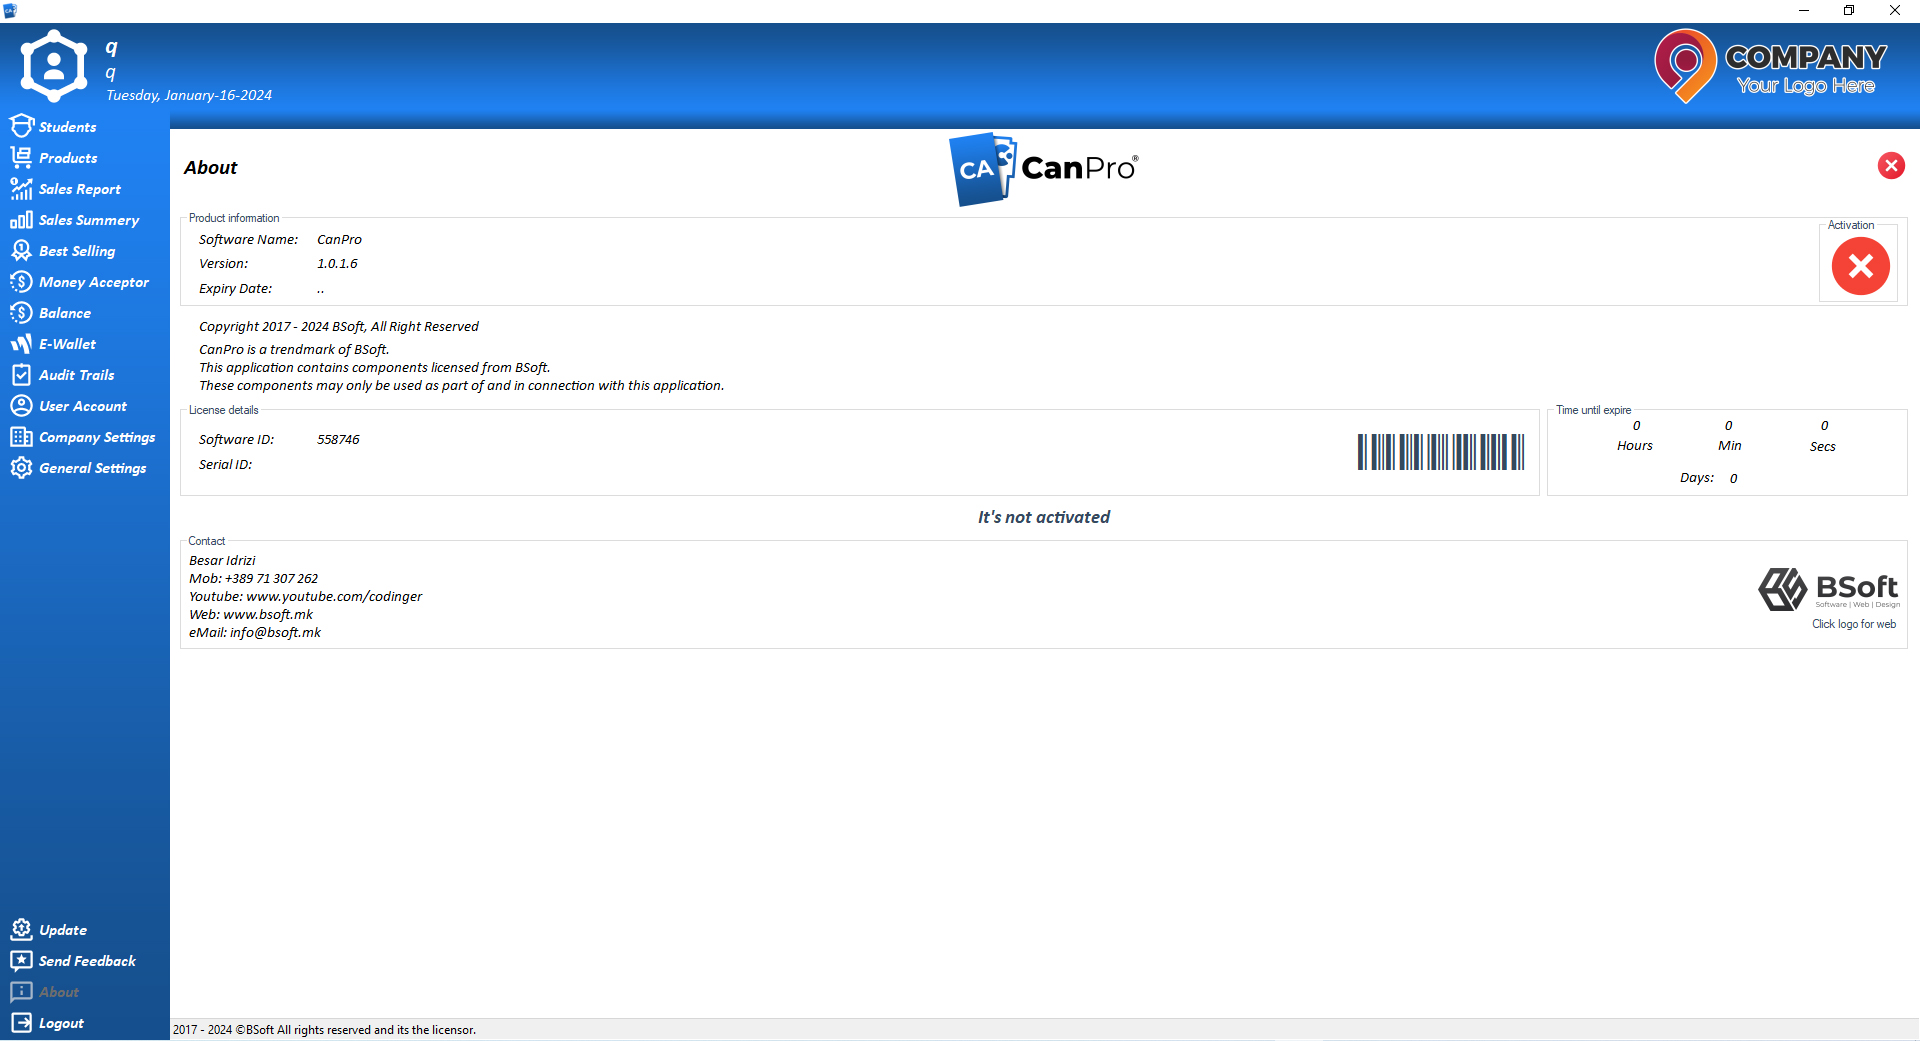 q
q
Tuesday, January-16-2024
COMPANY
Your Logo Here
Students
Products
Sales Report
Sales Summery
Best Selling
Money Acceptor
Balance
E-Wallet
Audit Trails
User Account
Company Settings
General Settings
Update
Send Feedback
About
Logout
About
CA
CanPro®
Product information
Software Name: CanPro
Version: 1.0.1.6
Expiry Date: ..
Activation
Copyright 2017 - 2024 BSoft, All Right Reserved
CanPro is a trendmark of BSoft.
This application contains components licensed from BSoft.
These components may only be used as part of and in connection with this application.
License details
Software ID: 558746
Serial ID:
Time until expire
0 0 0
Hours Min Secs
Days: 0
It's not activated
Contact
Besar Idrizi
Mob: +389 71 307 262
Youtube: www.youtube.com/codinger
Web: www.bsoft.mk
eMail: info@bsoft.mk
BSoft
Software | Web | Design
Click logo for web
2017 - 2024 ©BSoft All rights reserved and its the licensor.